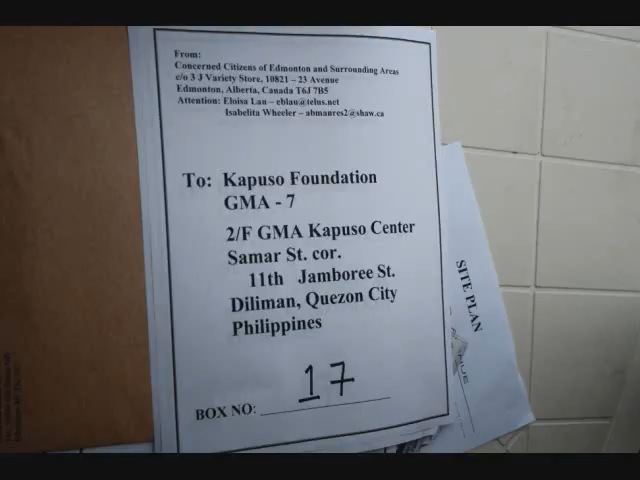 From:
Concerned Citizens of Edmonton and Surrounding Areas
c/o 3 J Variety Store, 10821 – 23 Avenue
Edmonton, Alberta, Canada T6J 7B5
Attention: Eloisa Lau – eblau@telus.net
Isabelita Wheeler – abmanres2@shaw.ca
To: Kapuso Foundation
GMA - 7
2/F GMA Kapuso Center
Samar St. cor.
11th Jamboree St.
Diliman, Quezon City
Philippines
BOX NO: 17
SITE PLAN